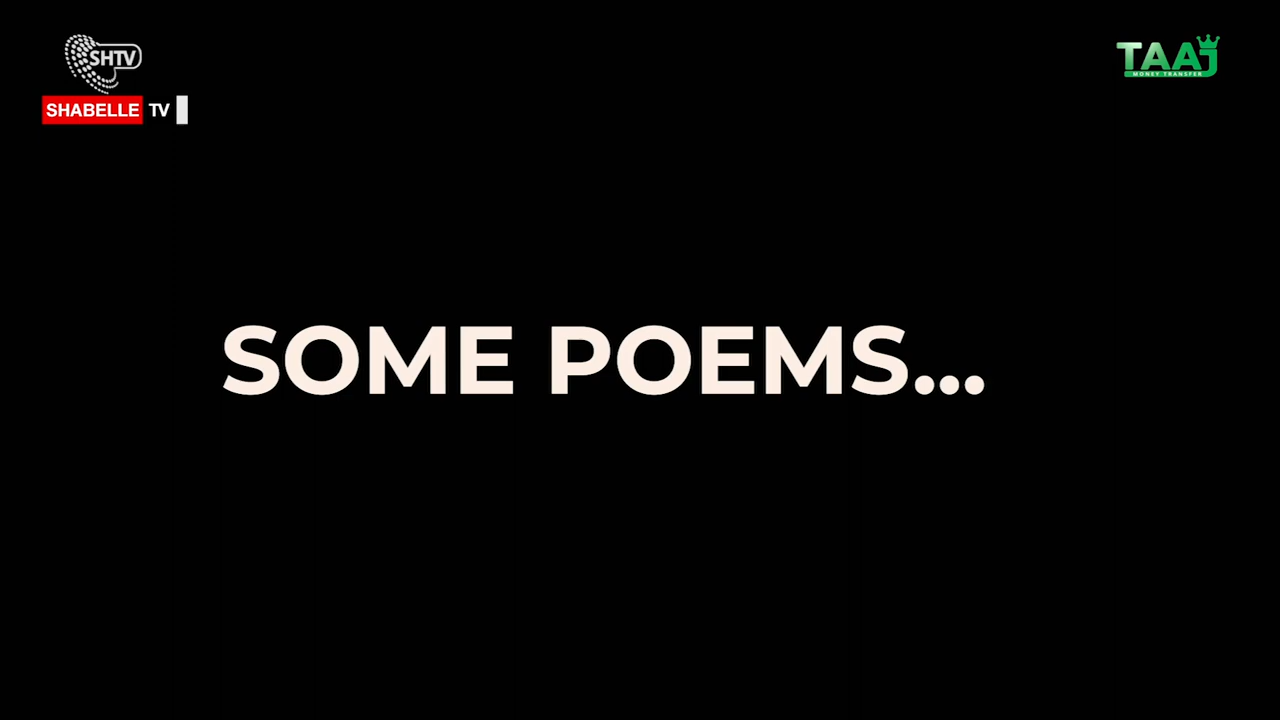 SHTV
SHABELLE TV
TAAJ
MONEY TRANSFER
SOME POEMS...